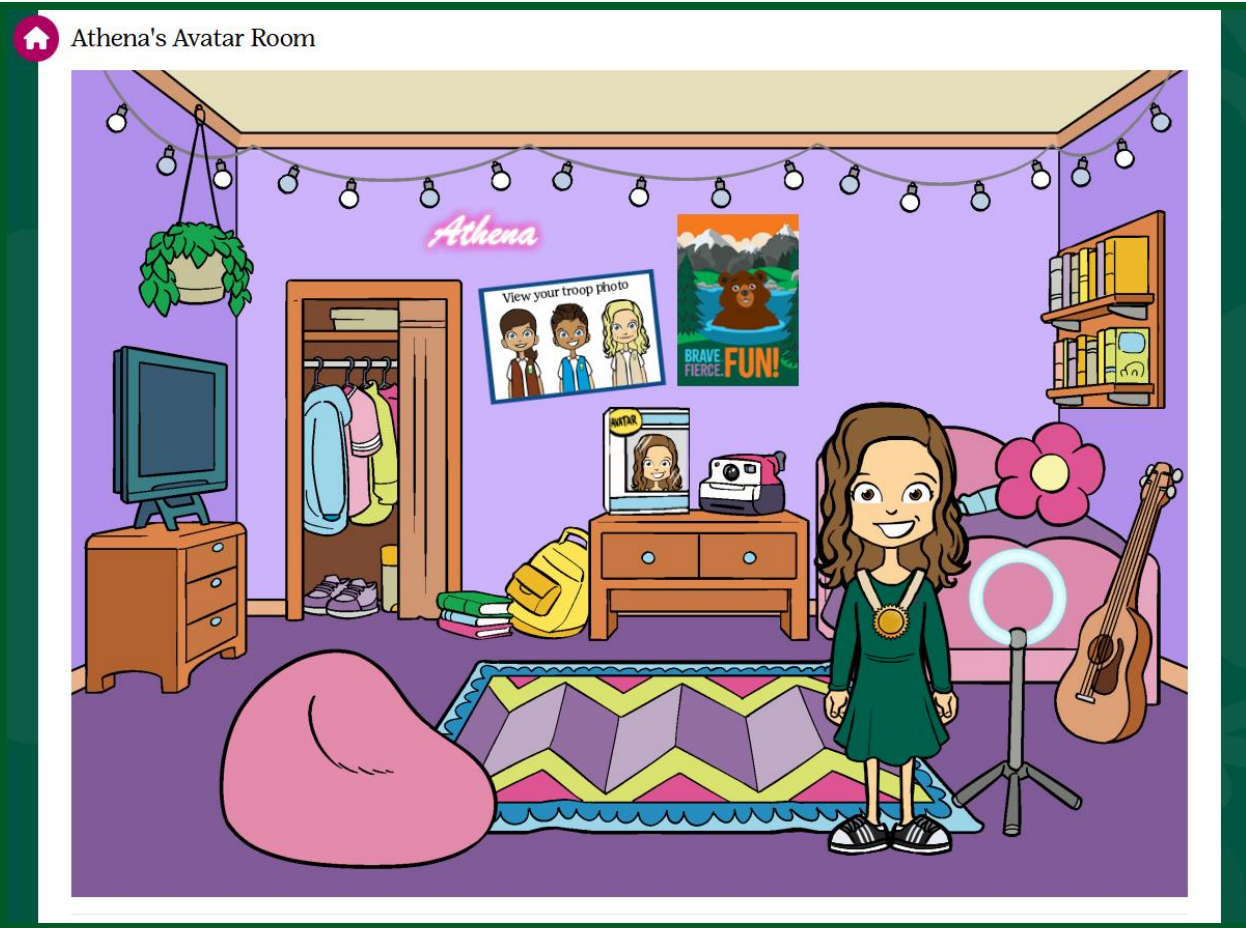 Athena's Avatar Room
Athena
View your troop photo
BRAVE
FIERCE. FUN!
AVATAR